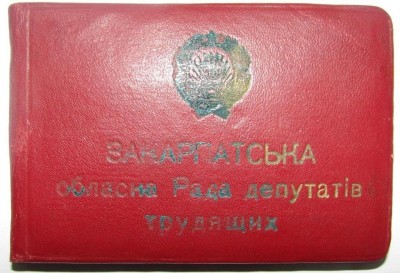 ЗАКАРПАТСЬКА
обласна Рада депутатів
трудящих